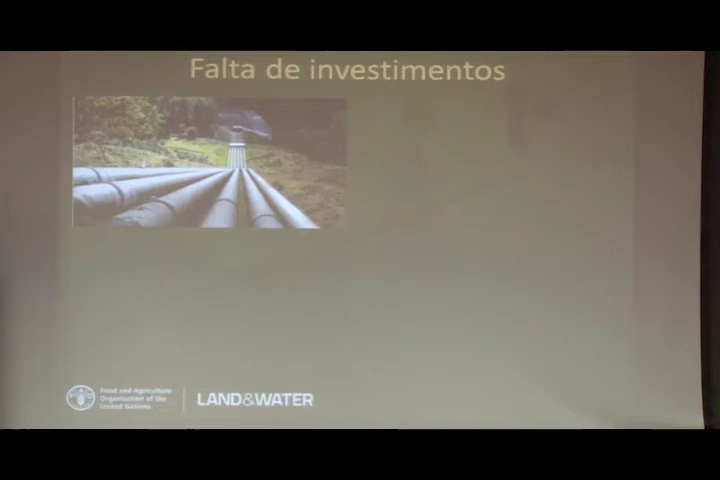 Falta de investimentos
Food and Agriculture
Organization of the
United Nations
LAND&WATER